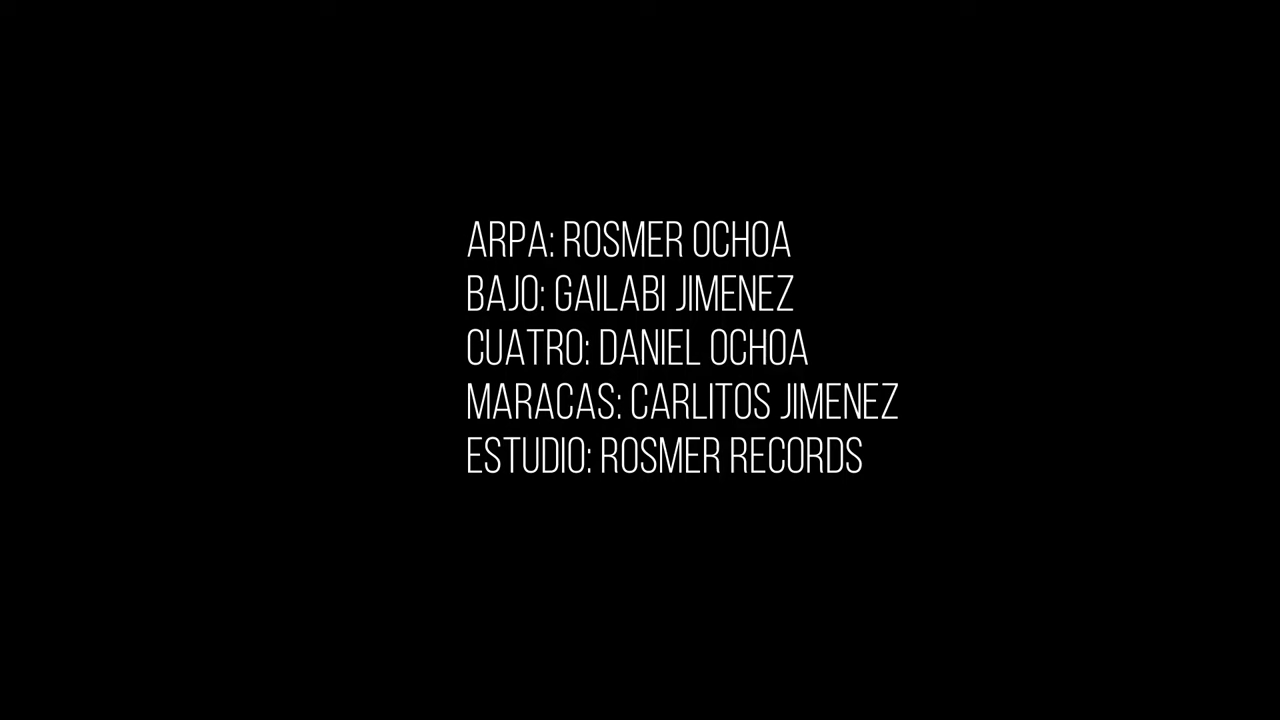 ARPA: ROSMER OCHOA
BAJO: GAILABI JIMENEZ
CUATRO: DANIEL OCHOA
MARACAS: CARLITOS JIMENEZ
ESTUDIO: ROSMER RECORDS